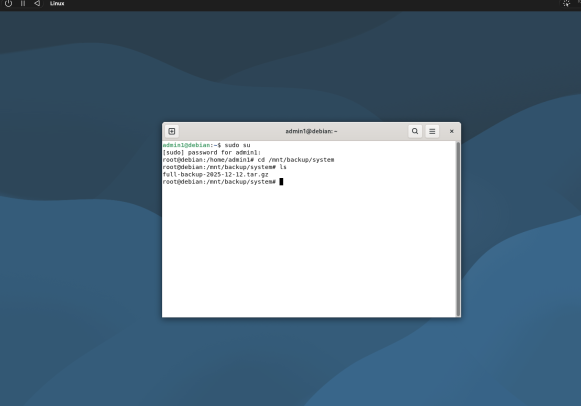 Linux
admin1@debian: ~
admin1@debian:~$ sudo su
[sudo] password for admin1:
root@debian:/home/admin1# cd /mnt/backup/system
root@debian:/mnt/backup/system# ls
full-backup-2025-12-12.tar.gz
root@debian:/mnt/backup/system#